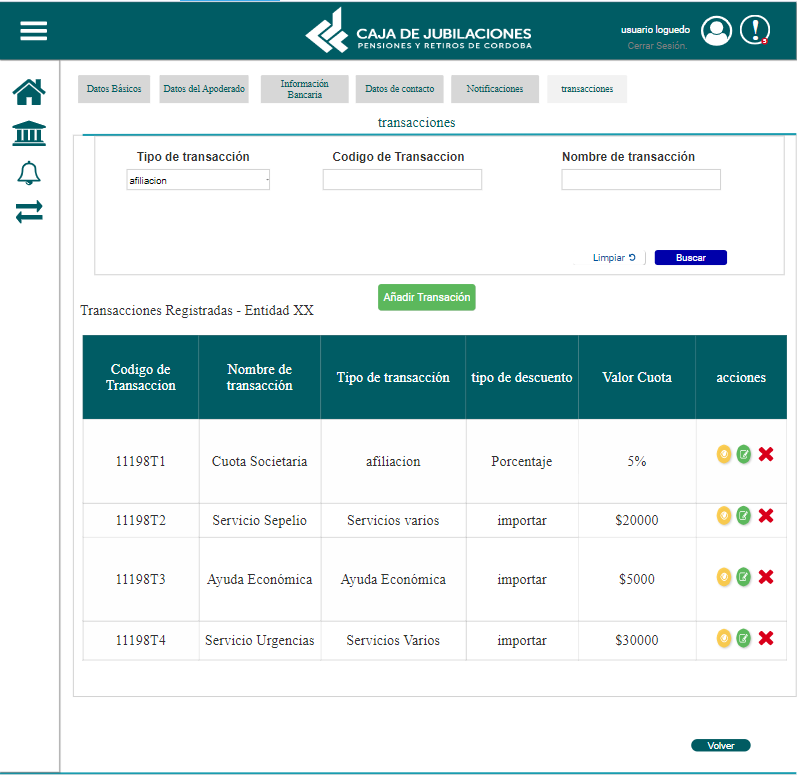 CAJA DE JUBILACIONES
PENSIONES Y RETIROS DE CORDOBA
usuario loguedo
Cerrar Sesión.
5
Datos Básicos
Datos del Apoderado
Información
Bancaria
Datos de contacto
Notificaciones
transacciones
transacciones
Tipo de transacción
Codigo de Transaccion
Nombre de transacción
afiliacion
Limpiar
Buscar
Añadir Transación
Transacciones Registradas - Entidad XX
Codigo de
Transaccion
Nombre de
transacción
Tipo de transacción
tipo de descuento
Valor Cuota
acciones
11198T1 Cuota Societaria afiliacion Porcentaje 5%
11198T2 Servicio Sepelio Servicios varios importar $20000
11198T3 Ayuda Económica Ayuda Económica importar $5000
11198T4 Servicio Urgencias Servicios Varios importar $30000
Volver